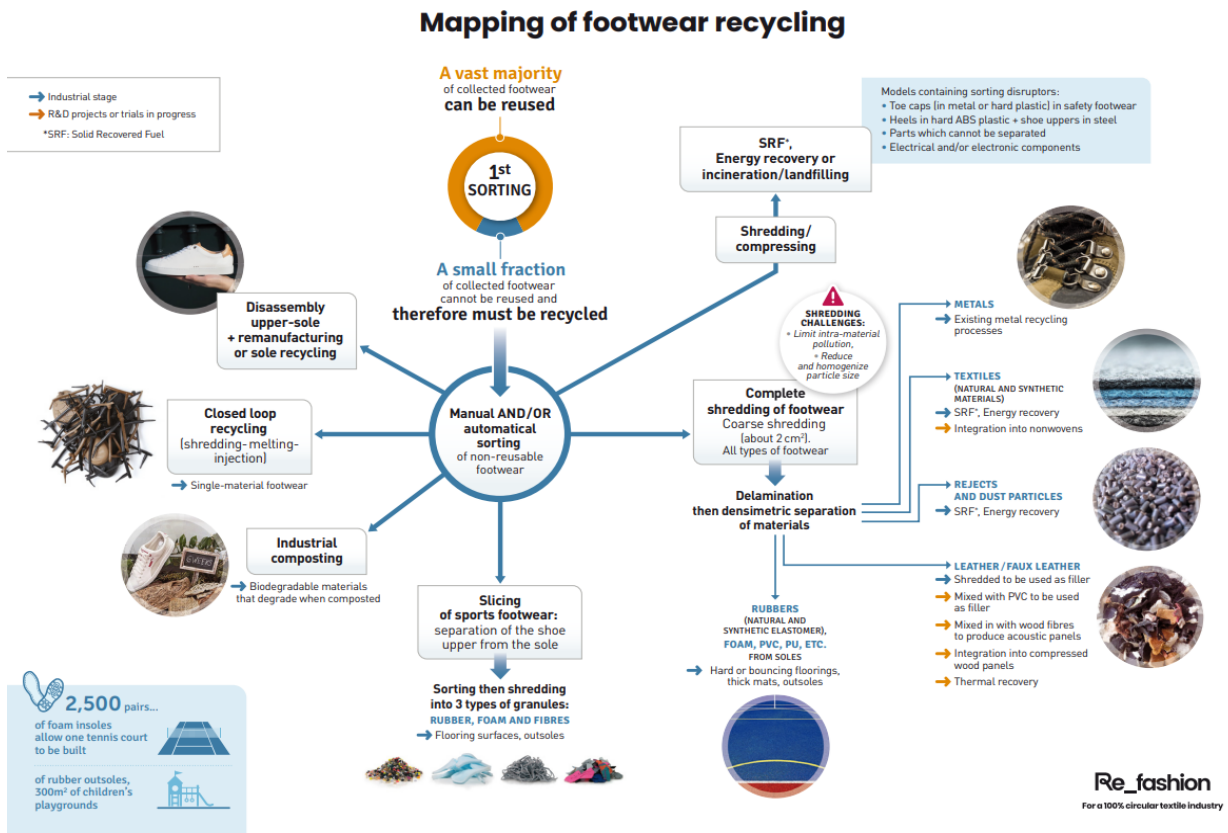 Mapping of footwear recycling
Industrial stage
R&D projects or trials in progress
*SRF: Solid Recovered Fuel
A vast majority
of collected footwear
can be reused
1st
SORTING
A small fraction
of collected footwear
cannot be reused and
therefore must be recycled
Models containing sorting disruptors:
• Toe caps (in metal or hard plastic) in safety footwear
• Heels in hard ABS plastic + shoe uppers in steel
• Parts which cannot be separated
• Electrical and/or electronic components
SRF*,
Energy recovery or
incineration/landfilling
Shredding/
compressing
Disassembly
upper-sole
+ remanufacturing
or sole recycling
Closed loop
recycling
(shredding-melting-
injection)
Single-material footwear
Industrial
composting
Biodegradable materials
that degrade when composted
Manual AND/OR
automatical
sorting
of non-reusable
footwear
Slicing
of sports footwear:
separation of the shoe
upper from the sole
Sorting then shredding
into 3 types of granules:
RUBBER, FOAM AND FIBRES
Flooring surfaces, outsoles
SHREDDING
CHALLENGES:
• Limit intra-material
pollution,
• Reduce
and homogenize
particle size
Complete
shredding of footwear
Coarse shredding
(about 2 cm²).
All types of footwear
Delamination
then densimetric separation
of materials
RUBBERS
(NATURAL AND
SYNTHETIC ELASTOMER),
FOAM, PVC, PU, ETC.
FROM SOLES
Hard or bouncing floorings,
thick mats, outsoles
METALS
Existing metal recycling
processes
TEXTILES
(NATURAL AND SYNTHETIC
MATERIALS)
SRF*, Energy recovery
Integration into nonwovens
REJECTS
AND DUST PARTICLES
SRF*, Energy recovery
LEATHER/FAUX LEATHER
Shredded to be used as filler
Mixed with PVC to be used
as filler
Mixed in with wood fibres
to produce acoustic panels
Integration into compressed
wood panels
Thermal recovery
2,500 pairs...
of foam insoles
allow one tennis court
to be built
of rubber outsoles,
300m² of children's
playgrounds
Re_fashion
For a 100% circular textile industry